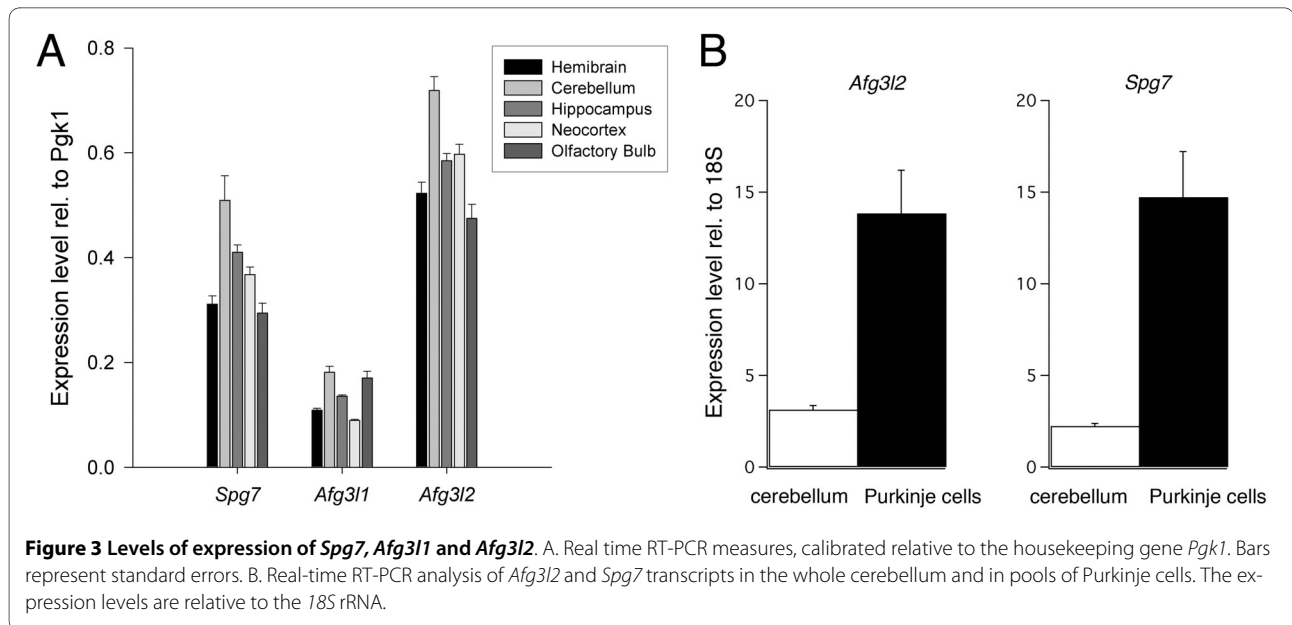 A
0.8
0.6
0.4
0.2
0.0
Expression level rel. to Pgk1
Hemibrain
Cerebellum
Hippocampus
Neocortex
Olfactory Bulb
Spg7
Afg3l1
Afg3l2
B
Afg3l2
20
15
10
5
0
Expression level rel. to 18S
cerebellum
Purkinje cells
Spg7
20
15
10
5
0
cerebellum
Purkinje cells
Figure 3 Levels of expression of Spg7, Afg3l1 and Afg3l2. A. Real time RT-PCR measures, calibrated relative to the housekeeping gene Pgk1. Bars
represent standard errors. B. Real-time RT-PCR analysis of Afg3l2 and Spg7 transcripts in the whole cerebellum and in pools of Purkinje cells. The ex-
pression levels are relative to the 18S rRNA.